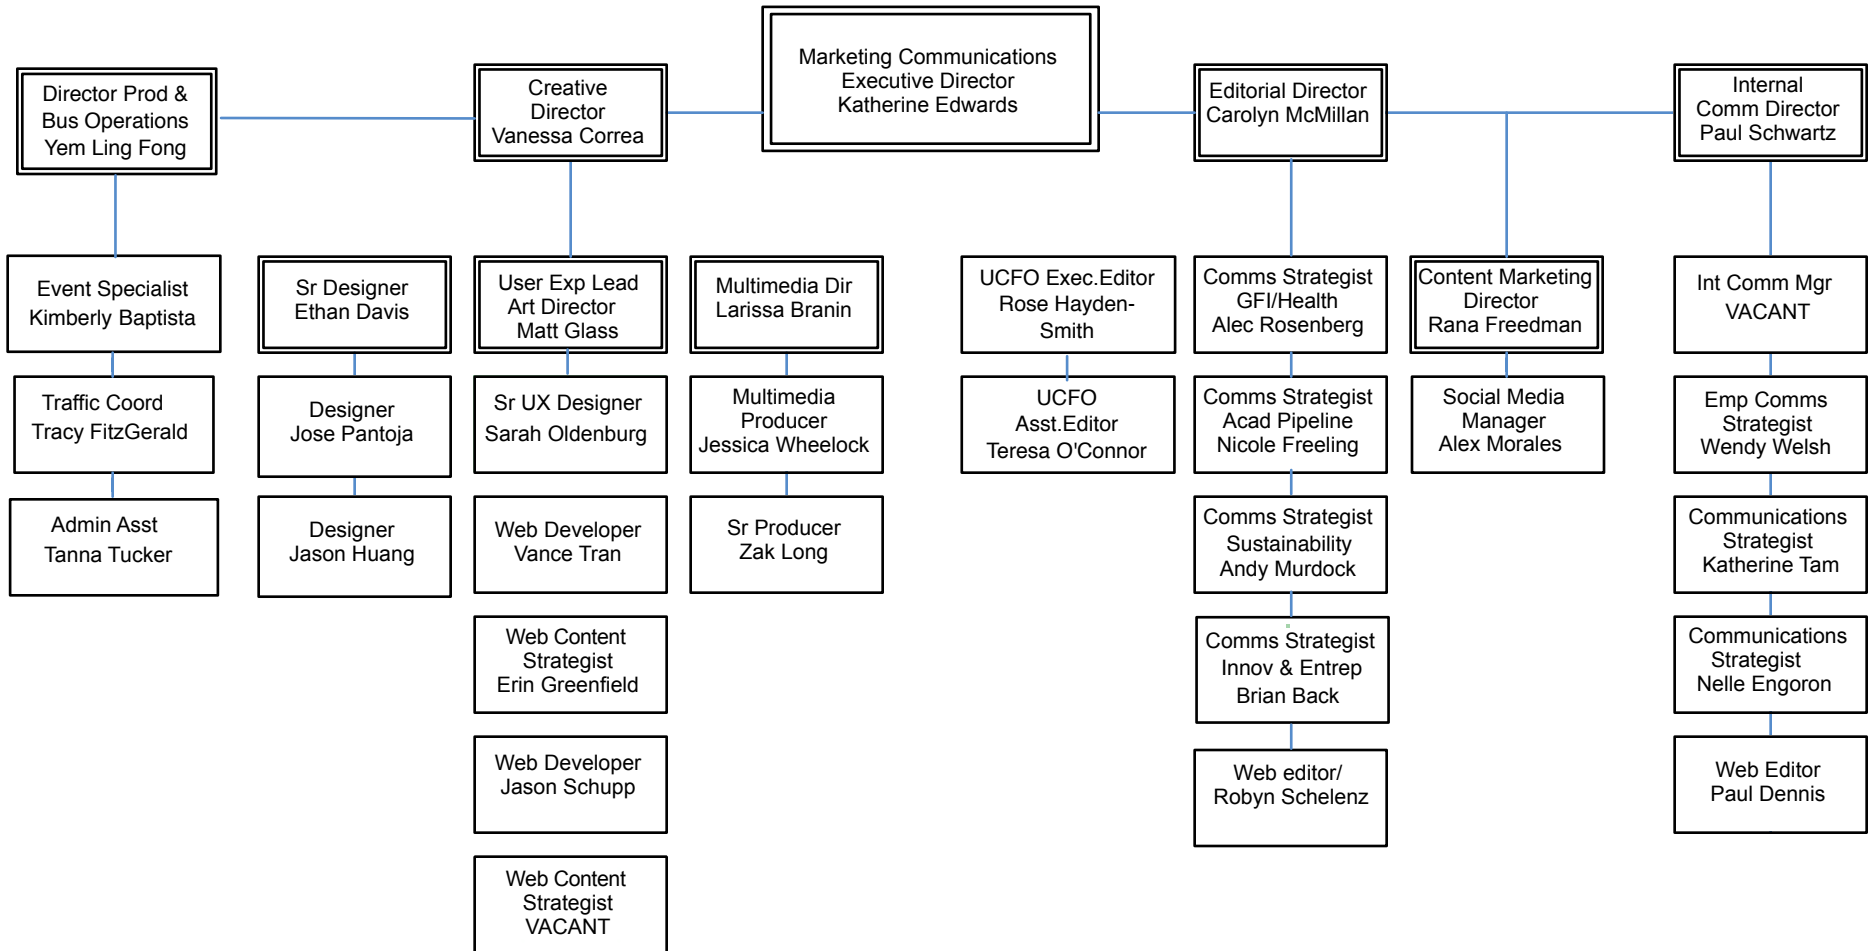 Marketing Communications
Executive Director
Katherine Edwards
Director Prod &
Bus Operations
Yem Ling Fong
Creative
Director
Vanessa Correa
Editorial Director
Carolyn McMillan
Internal
Comm Director
Paul Schwartz
Event Specialist
Kimberly Baptista
Traffic Coord
Tracy FitzGerald
Admin Asst
Tanna Tucker
Sr Designer
Ethan Davis
Designer
Jose Pantoja
Designer
Jason Huang
User Exp Lead
Art Director
Matt Glass
Sr UX Designer
Sarah Oldenburg
Web Developer
Vance Tran
Web Content
Strategist
Erin Greenfield
Web Developer
Jason Schupp
Web Content
Strategist
VACANT
Multimedia Dir
Larissa Branin
Multimedia
Producer
Jessica Wheelock
Sr Producer
Zak Long
UCFO Exec.Editor
Rose Hayden-
Smith
UCFO
Asst.Editor
Teresa O'Connor
Comms Strategist
GFI/Health
Alec Rosenberg
Comms Strategist
Acad Pipeline
Nicole Freeling
Comms Strategist
Sustainability
Andy Murdock
Comms Strategist
Innov & Entrep
Brian Back
Web editor/
Robyn Schelenz
Content Marketing
Director
Rana Freedman
Social Media
Manager
Alex Morales
Int Comm Mgr
VACANT
Emp Comms
Strategist
Wendy Welsh
Communications
Strategist
Katherine Tam
Communications
Strategist
Nelle Engoron
Web Editor
Paul Dennis